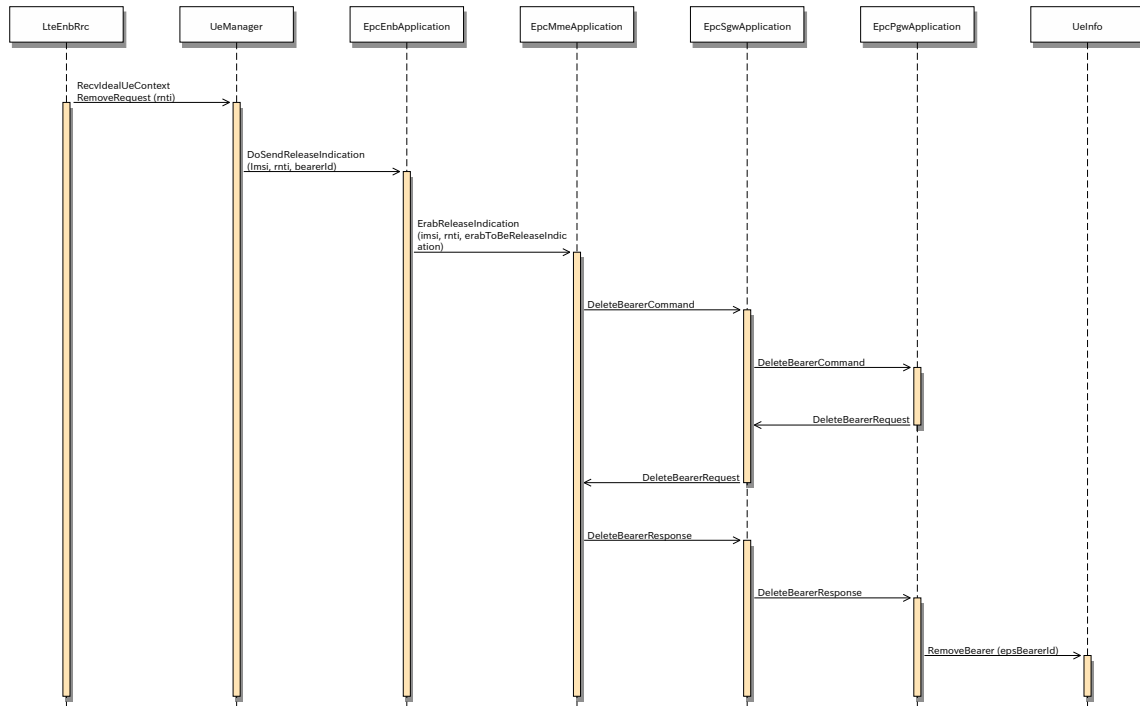 LteEnbRrc
UeManager
EpcEnbApplication
EpcMmeApplication
EpcSgwApplication
EpcPgwApplication
UeInfo
RecvIdealUeContext
RemoveRequest (rnti)
DoSendReleaseIndication
(Imsi, rnti, bearerId)
ErabReleaseIndication
(imsi, rnti, erabToBeReleaseIndic
ation)
DeleteBearerCommand
DeleteBearerCommand
DeleteBearerRequest
DeleteBearerRequest
DeleteBearerResponse
DeleteBearerResponse
RemoveBearer (epsBearerId)